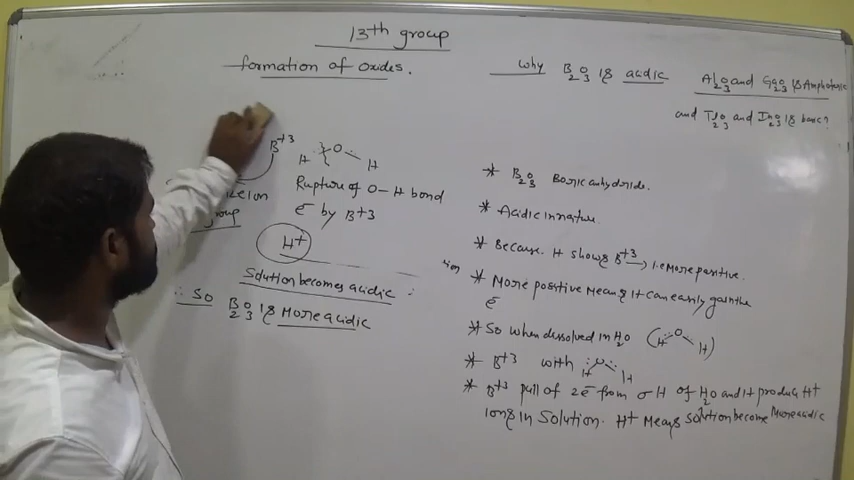 13th group
formation of Oxides.
B+3
H O H
Rupture of O-H bond
e⁻ by B+3
H+
Solution becomes acidic
∴ So B2O3 is More acidic
why B2O3 is acidic Al2O3 and Ga2O3 is Amphoteric
and Tl2O3 and In2O3 is basic?
* B2O3 Boric anhydride.
* Acidic in nature.
* Because. It shows B+3 → i.e More positive.
* More positive Means it can easily gain the
e⁻
* So when dissolved in H2O (H O H)
* B+3 with H O H
* B+3 pull of 2e⁻ from OH of H2O and it produce H+
ions in Solution. H+ Means solution become More acidic